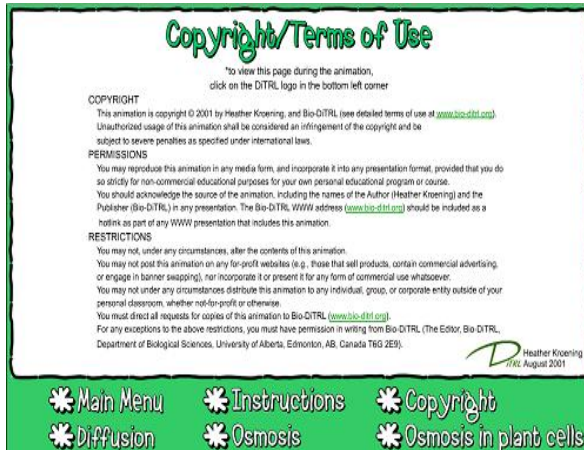 Copyright/Terms of Use
*to view this page during the animation,
click on the DiTRL logo in the bottom left corner
COPYRIGHT
This animation is copyright © 2001 by Heather Kroening, and Bio-DiTRL (see detailed terms of use at www.bio-ditrl.org).
Unauthorized usage of this animation shall be considered an infringement of the copyright and be
subject to severe penalties as specified under international laws.
PERMISSIONS
You may reproduce this animation in any media form, and incorporate it into any presentation format, provided that you do
so strictly for non-commercial educational purposes for your own personal educational program or course.
You should acknowledge the source of the animation, including the names of the Author (Heather Kroening) and the
Publisher (Bio-DiTRL) in any presentation. The Bio-DiTRL WWW address (www.bio-ditrl.org) should be included as a
hotlink as part of any WWW presentation that includes this animation.
RESTRICTIONS
You may not, under any circumstances, alter the contents of this animation.
You may not post this animation on any for-profit websites (e.g., those that sell products, contain commercial advertising,
or engage in banner swapping), nor incorporate it or present it for any form of commercial use whatsoever.
You may not under any circumstances distribute this animation to any individual, group, or corporate entity outside of your
personal classroom, whether not-for-profit or otherwise.
You must direct all requests for copies of this animation to Bio-DiTRL (www.bio-ditrl.org).
For any exceptions to the above restrictions, you must have permission in writing from Bio-DiTRL (The Editor, Bio-DiTRL,
Department of Biological Sciences, University of Alberta, Edmonton, AB, Canada T6G 2E9).
DiTRL
Heather Kroening
August 2001
Main Menu
Instructions
Copyright
Diffusion
Osmosis
Osmosis in plant cells